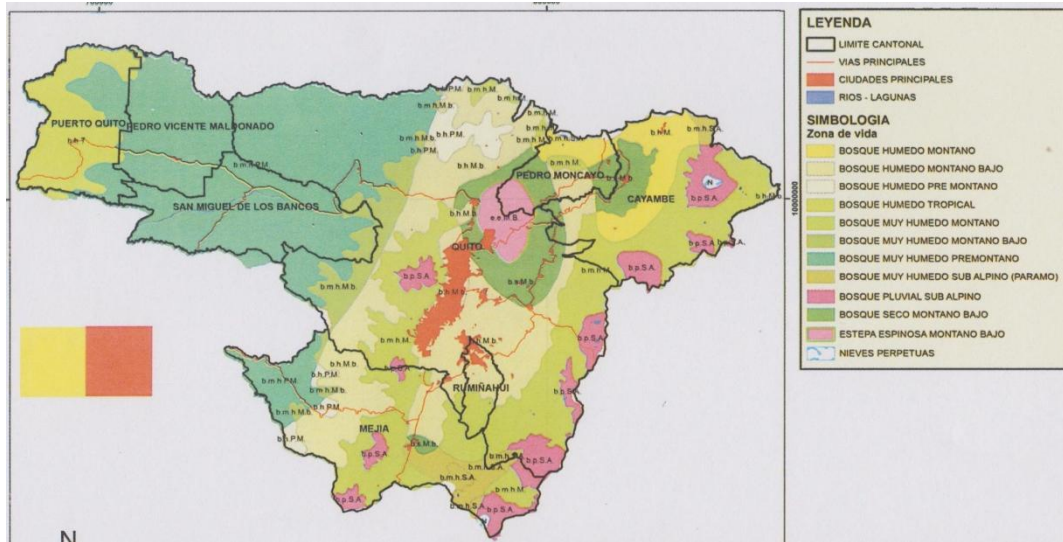 LEYENDA
LIMITE CANTONAL
VIAS PRINCIPALES
CIUDADES PRINCIPALES
RIOS - LAGUNAS
SIMBOLOGIA
Zona de vida
BOSQUE HUMEDO MONTANO
BOSQUE HUMEDO MONTANO BAJO
BOSQUE HUMEDO PRE MONTANO
BOSQUE HUMEDO TROPICAL
BOSQUE MUY HUMEDO MONTANO
BOSQUE MUY HUMEDO MONTANO BAJO
BOSQUE MUY HUMEDO PREMONTANO
BOSQUE MUY HUMEDO SUB ALPINO (PARAMO)
BOSQUE PLUVIAL SUB ALPINO
BOSQUE SECO MONTANO BAJO
ESTEPA ESPINOSA MONTANO BAJO
NIEVES PERPETUAS
1000000
b.h.P.M.
b.m.h.M.
b.m.h.M.b.
b.h.P.M.
b.h.M.b.
PUERTO QUITO
b.h.T.
PEDRO VICENTE MALDONADO
b.m.h.P.M.
SAN MIGUEL DE LOS BANCOS
PEDRO MONCAYO
b.m.h.M.
b.h.M.
b.m.h.S.A.
CAYAMBE
N
b.p.S.A.
b.h.M.b.
e.e.m.B.
QUITO
b.s.M.b.
b.p.S.A.
b.m.h.M.
b.p.S.A.
b.m.h.M.b.
b.p.S.A.
b.h.M.b.
b.m.h.M.
b.h.M.b.
b.h.M.b.
b.p.S.A.
b.m.h.P.M.
b.m.h.M.b.
b.h.P.M.
RUMIÑAHUI
b.p.S.A.
MEJIA
b.h.P.M.
b.s.M.b.
b.p.S.A.
b.m.h.S.A.
b.p.S.A.
b.m.h.S.A.
b.m.h.M.
b.p.S.A.
b.m.h.S.A.
b.p.S.A.
N
N